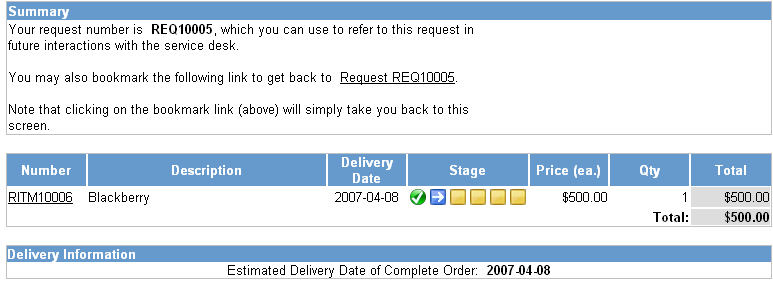 Summary
Your request number is REQ10005, which you can use to refer to this request in
future interactions with the service desk.
You may also bookmark the following link to get back to Request REQ10005.
Note that clicking on the bookmark link (above) will simply take you back to this
screen.
Number Description Delivery Date Stage Price (ea.) Qty Total
RITM10006 Blackberry 2007-04-08 $500.00 1 $500.00
Total: $500.00
Delivery Information
Estimated Delivery Date of Complete Order: 2007-04-08